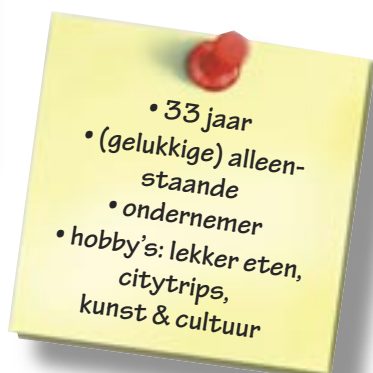 • 33 jaar
• (gelukkige) alleen-
staande
• ondernemer
• hobby's: lekker eten,
citytrips,
kunst & cultuur